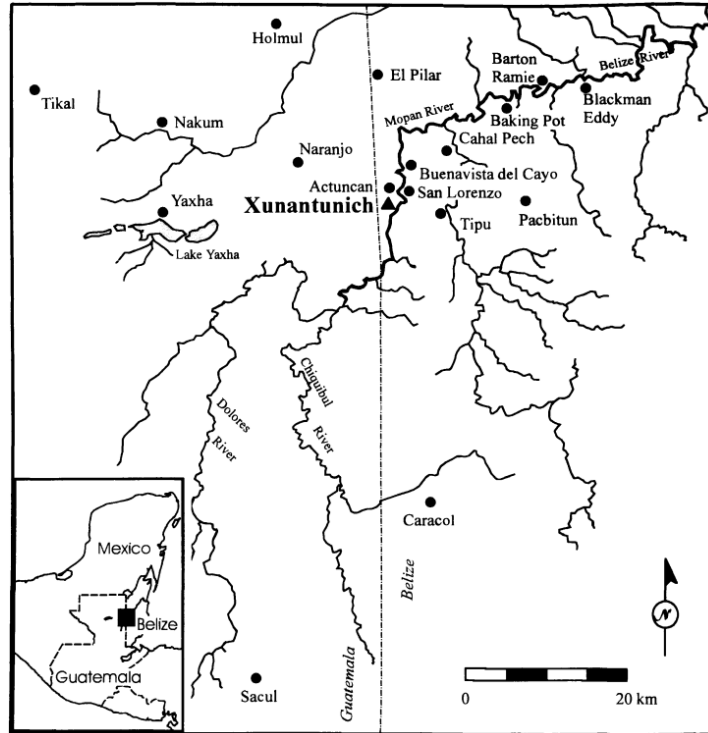 Holmul
Tikal
El Pilar
Barton
Ramie
Belize River
Blackman
Eddy
Nakum
Mopan River
Baking Pot
Cahal Pech
Naranjo
Buenavista del Cayo
Actuncan
San Lorenzo
Xunantunich
Yaxha
Tipu
Pacbitun
Lake Yaxha
Chiquibul
River
Dolores
River
Caracol
Mexico
Belize
Guatemala
Belize
Guatemala
Sacul
N
0
20 km